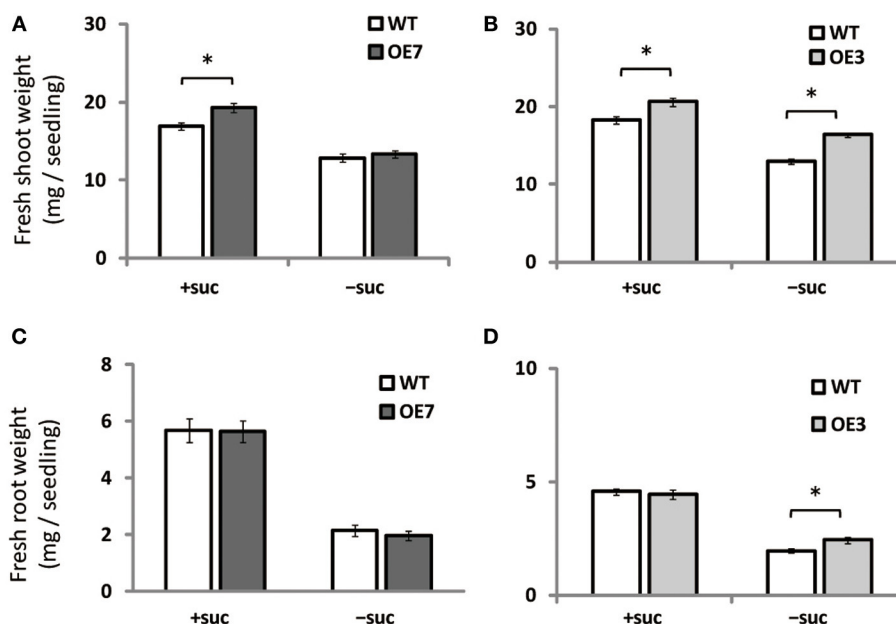 A
Fresh shoot weight
(mg / seedling)
30
20
10
0
*
WT
OE7
+suc
−suc
B
30
20
10
0
*
*
WT
OE3
+suc
−suc
C
Fresh root weight
(mg / seedling)
8
6
4
2
0
WT
OE7
+suc
−suc
D
10
5
0
*
WT
OE3
+suc
−suc